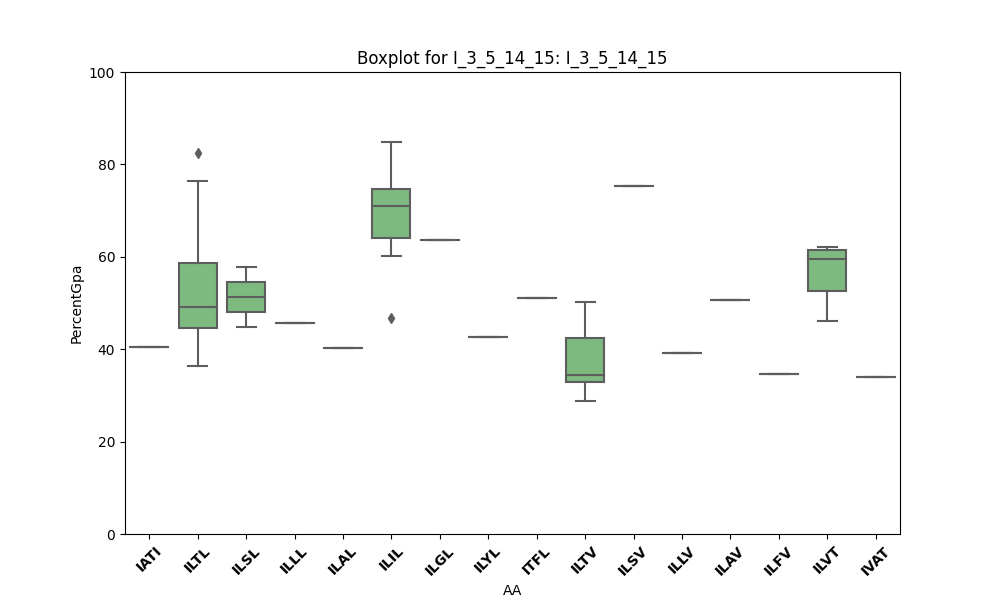 Boxplot for I_3_5_14_15: I_3_5_14_15
100
80
60
40
20
0
PercentGpa
IATI
ILTL
ILSL
ILLL
ILAL
ILIL
ILGL
ILYL
ITFL
ILTV
ILSV
ILLV
ILAV
ILFV
ILVT
IVAT
AA